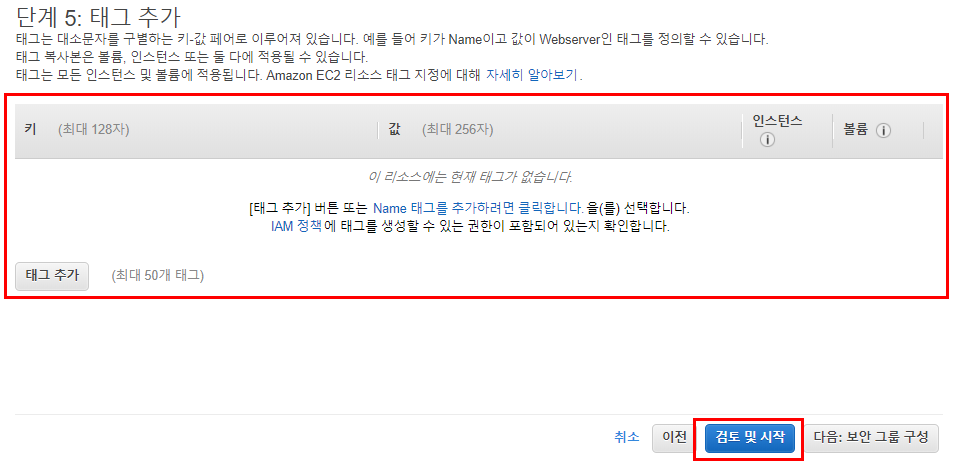 단계 5: 태그 추가
태그는 대소문자를 구별하는 키-값 페어로 이루어져 있습니다. 예를 들어 키가 Name이고 값이 Webserver인 태그를 정의할 수 있습니다.
태그 복사본은 볼륨, 인스턴스 또는 둘 다에 적용될 수 있습니다.
태그는 모든 인스턴스 및 볼륨에 적용됩니다. Amazon EC2 리소스 태그 지정에 대해 자세히 알아보기.
키 (최대 128자) 값 (최대 256자) 인스턴스 볼륨
이 리소스에는 현재 태그가 없습니다.
[태그 추가] 버튼 또는 Name 태그를 추가하려면 클릭합니다. 을(를) 선택합니다.
IAM 정책에 태그를 생성할 수 있는 권한이 포함되어 있는지 확인합니다.
태그 추가 (최대 50개 태그)
취소 이전 검토 및 시작 다음: 보안 그룹 구성